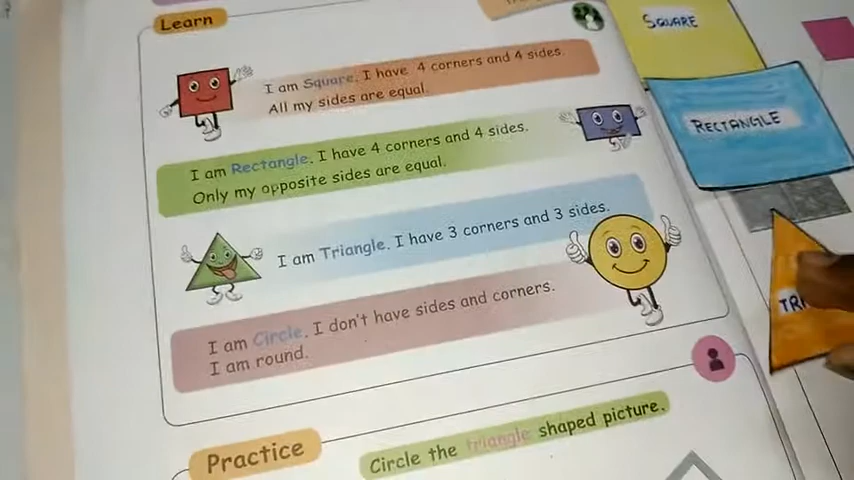 Learn
I am Square. I have 4 corners and 4 sides.
All my sides are equal.
I am Rectangle. I have 4 corners and 4 sides.
Only my opposite sides are equal.
I am Triangle. I have 3 corners and 3 sides.
I am Circle. I don't have sides and corners.
I am round.
Practice
Circle the triangle shaped picture.
SQUARE
RECTANGLE